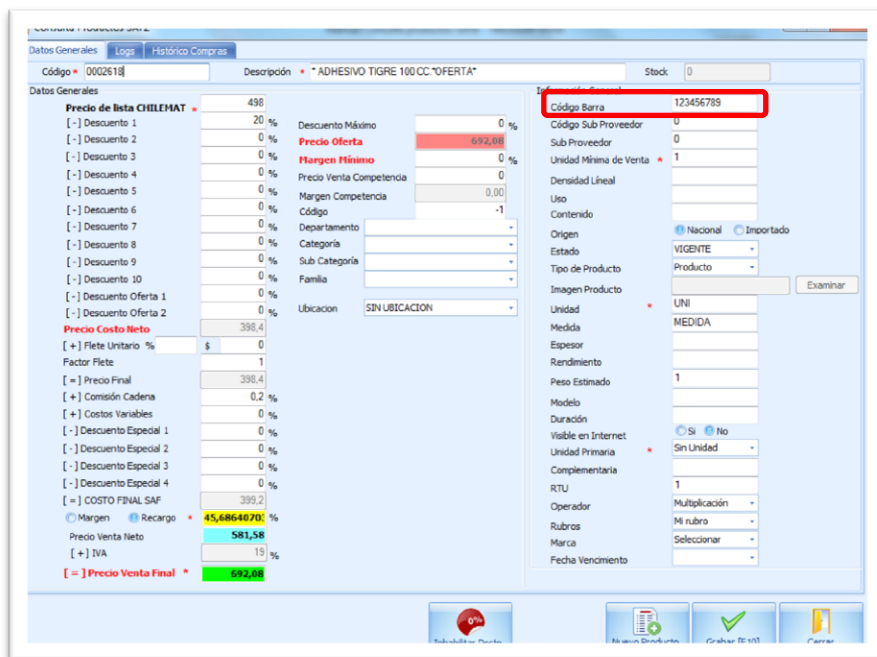 Consulta Productos SAFZ
Datos Generales Logs Histórico Compras
Código * 0002618 Descripción * * ADHESIVO TIGRE 100 CC.*OFERTA* Stock 0
Datos Generales
Precio de lista CHILEMAT * 498
[ - ] Descuento 1 20 %
[ - ] Descuento 2 0 %
[ - ] Descuento 3 0 %
[ - ] Descuento 4 0 %
[ - ] Descuento 5 0 %
[ - ] Descuento 6 0 %
[ - ] Descuento 7 0 %
[ - ] Descuento 8 0 %
[ - ] Descuento 9 0 %
[ - ] Descuento 10 0 %
[ - ] Descuento Oferta 1 0 %
[ - ] Descuento Oferta 2 0 %
Precio Costo Neto 398,4
[ + ] Flete Unitario % $ 0
Factor Flete 1
[ = ] Precio Final 398,4
[ + ] Comisión Cadena 0,2 %
[ + ] Costos Variables 0 %
[ - ] Descuento Especial 1 0 %
[ - ] Descuento Especial 2 0 %
[ - ] Descuento Especial 3 0 %
[ - ] Descuento Especial 4 0 %
[ = ] COSTO FINAL SAF 399,2
Margen Recargo * 45,6864070: %
Precio Venta Neto 581,58
[ + ] IVA 19 %
[ = ] Precio Venta Final * 692,08
Descuento Máximo 0 %
Precio Oferta 692,08
Margen Mínimo 0 %
Precio Venta Competencia 0
Margen Competencia 0,00
Código -1
Departamento
Categoría
Sub Categoría
Familia
Ubicacion SIN UBICACION
Información General
Código Barra 123456789
Código Sub Proveedor 0
Sub Proveedor 0
Unidad Mínima de Venta * 1
Densidad Líneal
Uso
Contenido
Origen Nacional Importado
Estado VIGENTE
Tipo de Producto Producto
Imagen Producto Examinar
Unidad * UNI
Medida MEDIDA
Espesor
Rendimiento
Peso Estimado 1
Modelo
Duración
Visible en Internet Si No
Unidad Primaria * Sin Unidad
Complementaria
RTU 1
Operador Multiplicación
Rubros Mi rubro
Marca Seleccionar
Fecha Vencimiento
0%
Inhabilitar Dscto Nuevo Producto Grabar [F10] Cerrar